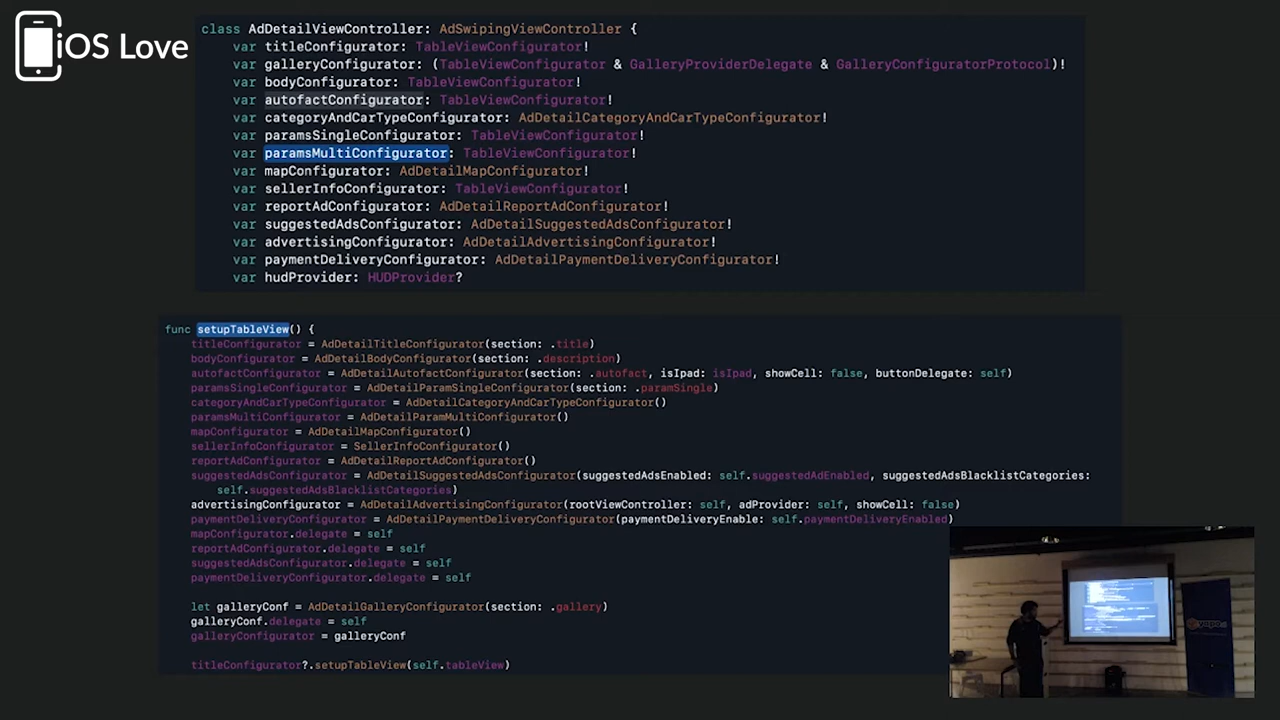 iOS Love
class AdDetailViewController: AdSwipingViewController {
var titleConfigurator: TableViewConfigurator!
var galleryConfigurator: (TableViewConfigurator & GalleryProviderDelegate & GalleryConfiguratorProtocol)!
var bodyConfigurator: TableViewConfigurator!
var autofactConfigurator: TableViewConfigurator!
var categoryAndCarTypeConfigurator: AdDetailCategoryAndCarTypeConfigurator!
var paramsSingleConfigurator: TableViewConfigurator!
var paramsMultiConfigurator: TableViewConfigurator!
var mapConfigurator: AdDetailMapConfigurator!
var sellerInfoConfigurator: TableViewConfigurator!
var reportAdConfigurator: AdDetailReportAdConfigurator!
var suggestedAdsConfigurator: AdDetailSuggestedAdsConfigurator!
var advertisingConfigurator: AdDetailAdvertisingConfigurator!
var paymentDeliveryConfigurator: AdDetailPaymentDeliveryConfigurator!
var hudProvider: HUDProvider?
func setupTableView() {
titleConfigurator = AdDetailTitleConfigurator(section: .title)
bodyConfigurator = AdDetailBodyConfigurator(section: .description)
autofactConfigurator = AdDetailAutofactConfigurator(section: .autofact, isIpad: isIpad, showCell: false, buttonDelegate: self)
paramsSingleConfigurator = AdDetailParamSingleConfigurator(section: .paramSingle)
categoryAndCarTypeConfigurator = AdDetailCategoryAndCarTypeConfigurator()
paramsMultiConfigurator = AdDetailParamMultiConfigurator()
mapConfigurator = AdDetailMapConfigurator()
sellerInfoConfigurator = SellerInfoConfigurator()
reportAdConfigurator = AdDetailReportAdConfigurator()
suggestedAdsConfigurator = AdDetailSuggestedAdsConfigurator(suggestedAdsEnabled: self.suggestedAdEnabled, suggestedAdsBlacklistCategories:
self.suggestedAdsBlacklistCategories)
advertisingConfigurator = AdDetailAdvertisingConfigurator(rootViewController: self, adProvider: self, showCell: false)
paymentDeliveryConfigurator = AdDetailPaymentDeliveryConfigurator(paymentDeliveryEnable: self.paymentDeliveryEnabled)
mapConfigurator.delegate = self
reportAdConfigurator.delegate = self
suggestedAdsConfigurator.delegate = self
paymentDeliveryConfigurator.delegate = self
let galleryConf = AdDetailGalleryConfigurator(section: .gallery)
galleryConf.delegate = self
galleryConfigurator = galleryConf
titleConfigurator?.setupTableView(self.tableView)